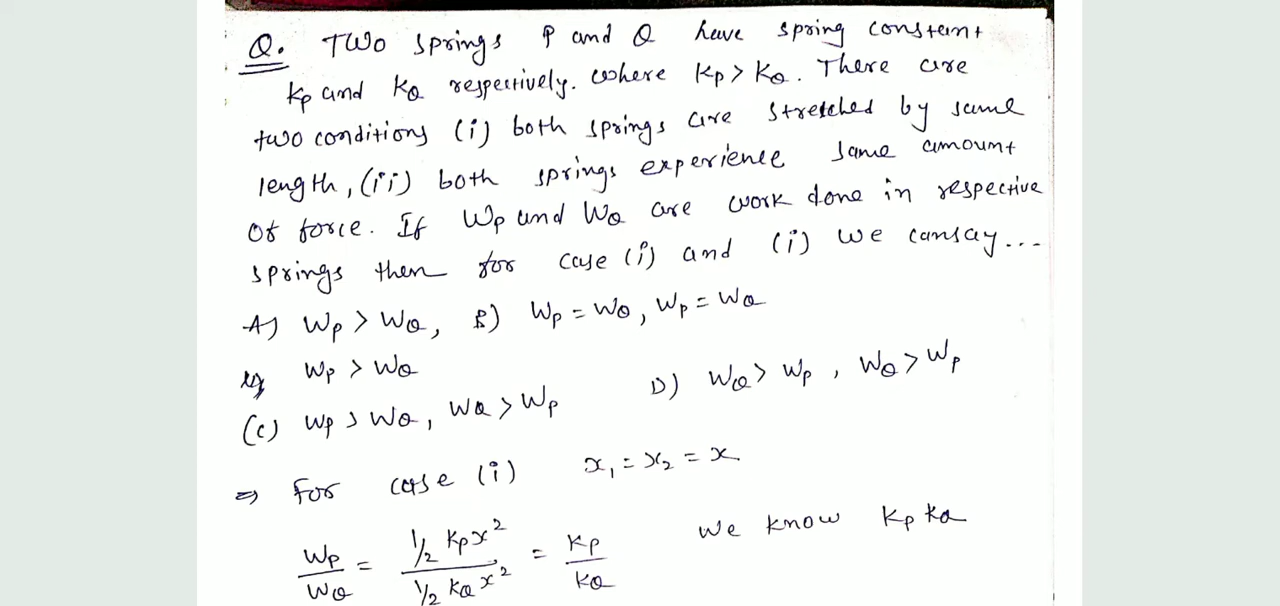 Q. Two springs P and Q have spring constant
Kp and KQ respectively. where Kp > KQ. There are
two conditions (i) both springs are stretched by same
length, (ii) both springs experience same amount
of force. If Wp and WQ are work done in respective
springs then for case (i) and (i) we cansay...
A) Wp > WQ, B) Wp = WQ, Wp = WQ
Wp > WQ
(C) Wp > WQ, WQ > Wp D) WQ > Wp, WQ > Wp
⇒ For case (i) x₁ = x₂ = x
Wp/WQ = ½ Kp x² / ½ KQ x² = Kp/KQ We know Kp KQ